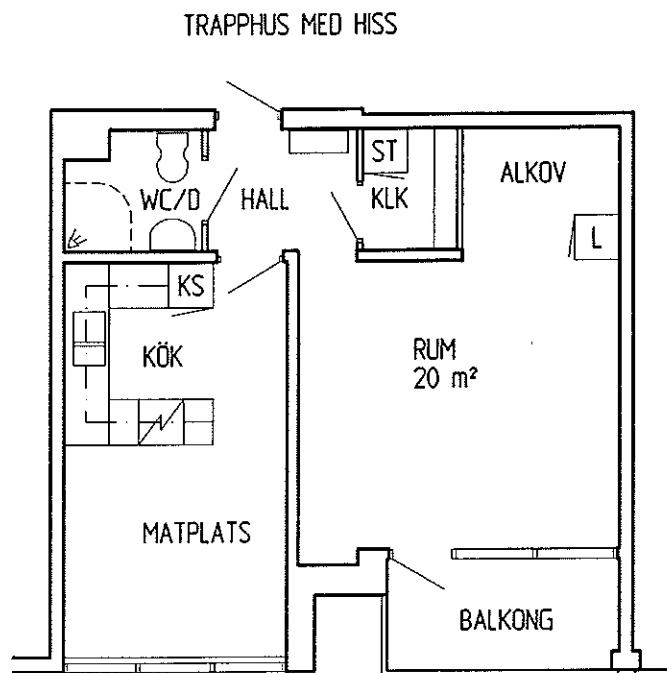 TRAPPHUS MED HISS
ST
ALKOV
WC/D
HALL
KLK
L
KS
KÖK
RUM
20 m²
MATPLATS
BALKONG